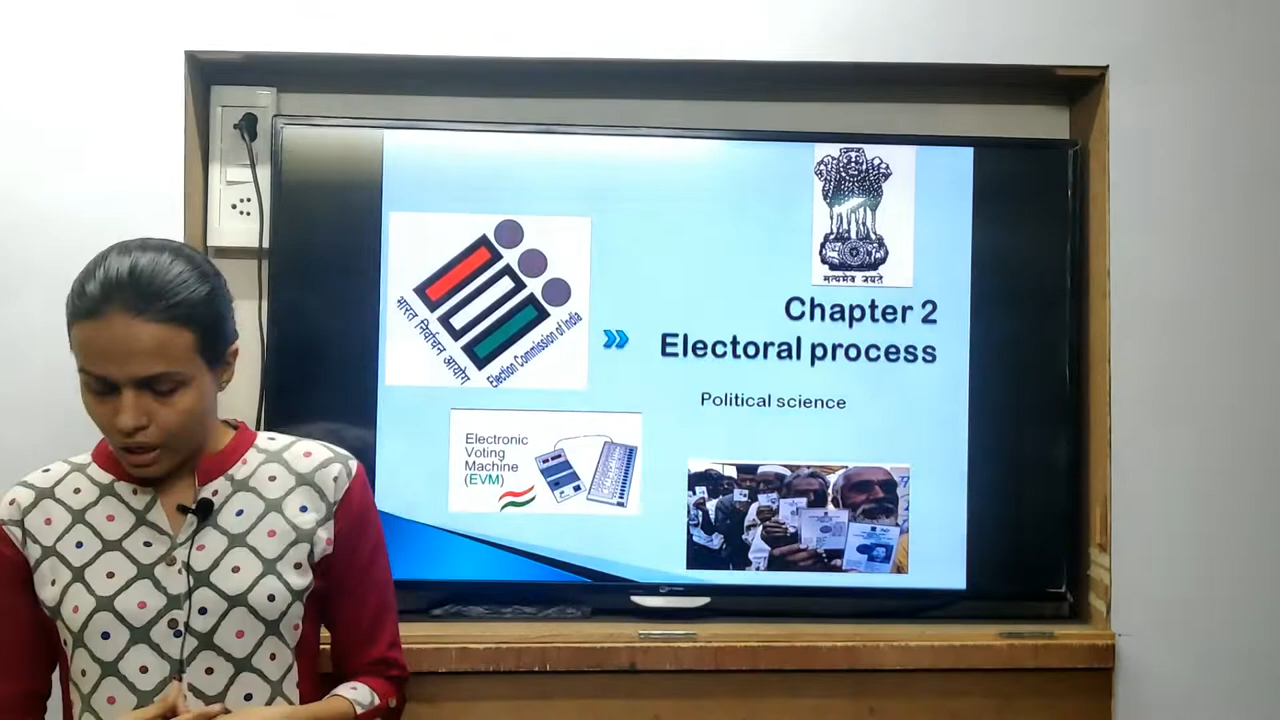 सत्यमेव जयते
भारत निर्वाचन आयोग
Election Commission of India
Chapter 2
Electoral process
Political science
Electronic
Voting
Machine
(EVM)